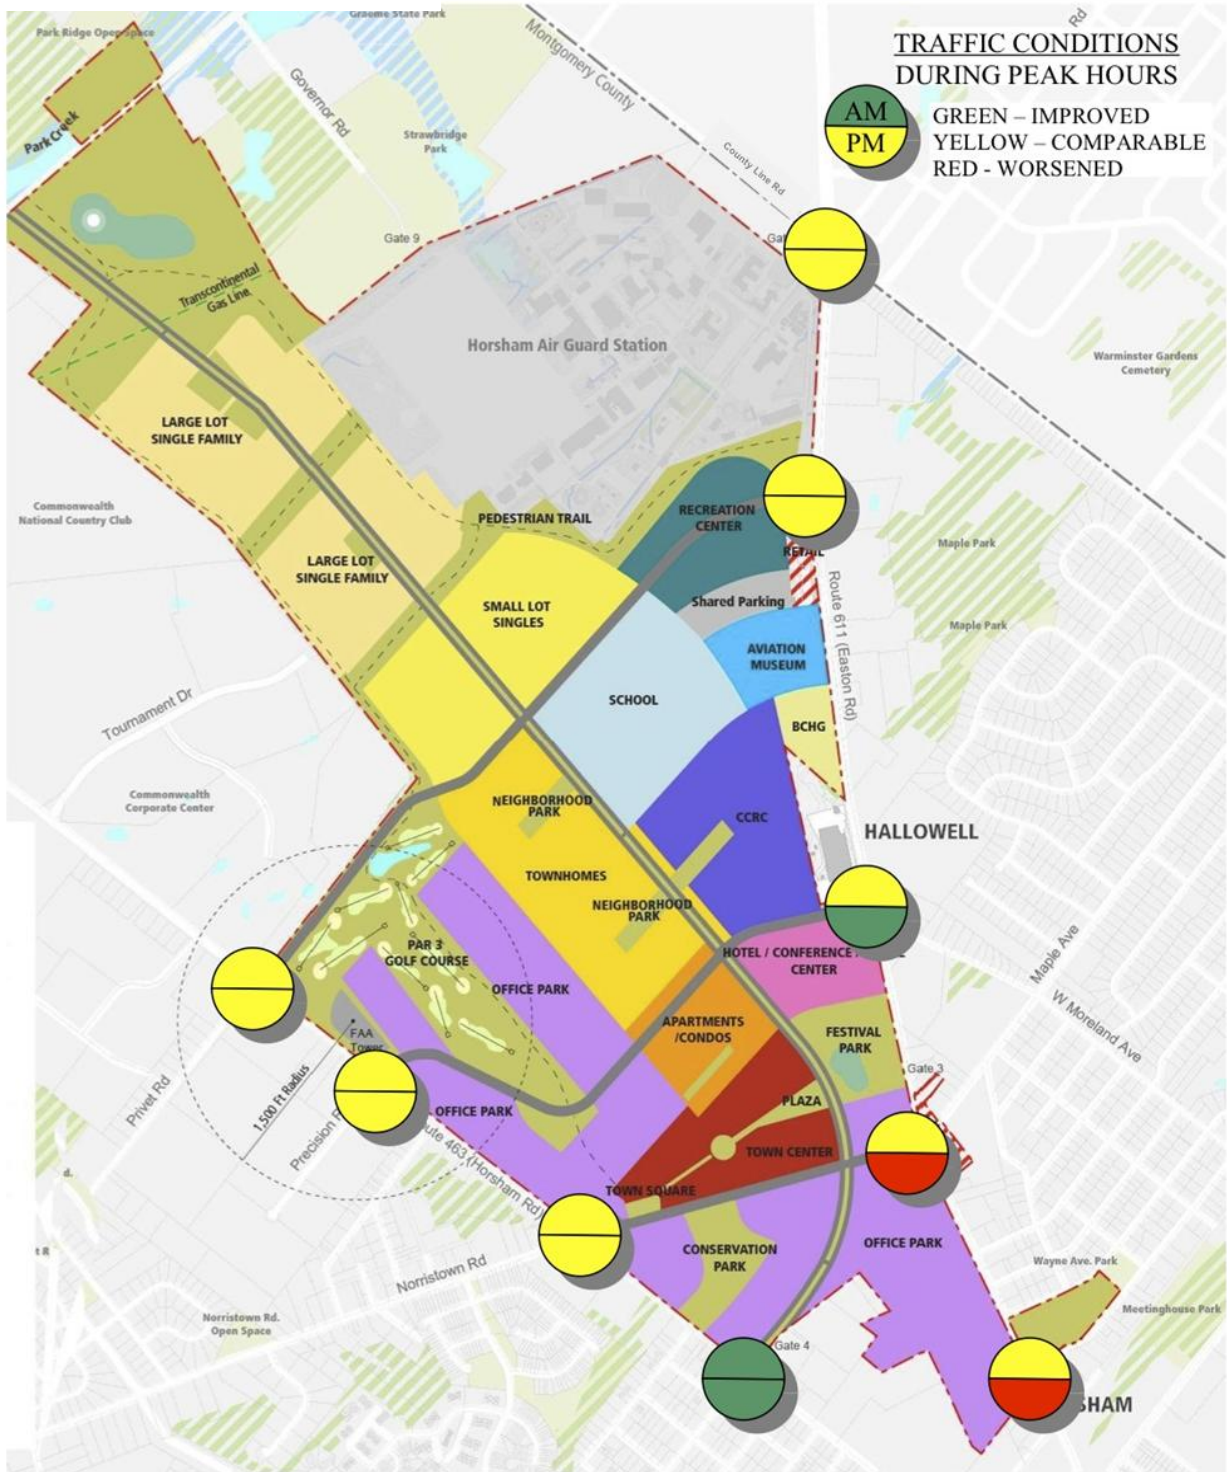 Graeme State Park
Park Ridge Open Space
Montgomery County
Rd
TRAFFIC CONDITIONS
DURING PEAK HOURS
AM
PM
GREEN – IMPROVED
YELLOW – COMPARABLE
RED - WORSENED
Governor Rd
Park Creek
Strawbridge
Park
County Line Rd
Gate 9
Transcontinental
Gas Line
Horsham Air Guard Station
Warminster Gardens
Cemetery
LARGE LOT
SINGLE FAMILY
Commonwealth
National Country Club
PEDESTRIAN TRAIL
RECREATION
CENTER
RETAIL
Maple Park
LARGE LOT
SINGLE FAMILY
SMALL LOT
SINGLES
Shared Parking
Maple Park
Route 611 (Easton Rd)
AVIATION
MUSEUM
SCHOOL
Tournament Dr
BCHG
Commonwealth
Corporate Center
NEIGHBORHOOD
PARK
CCRC
HALLOWELL
TOWNHOMES
NEIGHBORHOOD
PARK
PAR 3
GOLF COURSE
HOTEL / CONFERENCE
CENTER
Maple Ave
W Moreland Ave
OFFICE PARK
APARTMENTS
/CONDOS
FESTIVAL
PARK
FAA
Tower
Gate 3
Privet Rd
1,500 Ft Radius
Precision
OFFICE PARK
PLAZA
463 (Horsham Rd)
TOWN CENTER
TOWN SQUARE
OFFICE PARK
CONSERVATION
PARK
Norristown Rd
Wayne Ave. Park
Norristown Rd.
Open Space
Meetinghouse Park
Gate 4